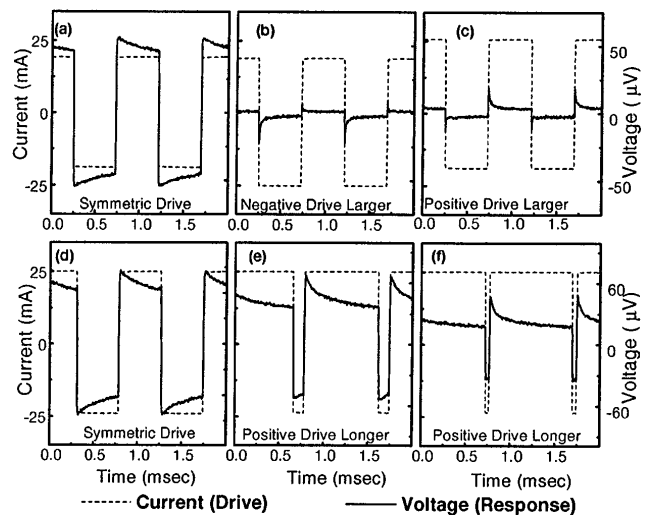 (a) (b) (c)
25 0 -25
Current (mA)
50 0 -50
Voltage ( μV)
Symmetric Drive
Negative Drive Larger
Positive Drive Larger
0.0 0.5 1.0 1.5
0.0 0.5 1.0 1.5
0.0 0.5 1.0 1.5
(d) (e) (f)
25 0 -25
Current (mA)
60 0 -60
Voltage ( μV)
Symmetric Drive
Positive Drive Longer
Positive Drive Longer
0.0 0.5 1.0 1.5
0.0 0.5 1.0 1.5
0.0 0.5 1.0 1.5 2.0
Time (msec)
Time (msec)
Time (msec)
Current (Drive)
Voltage (Response)